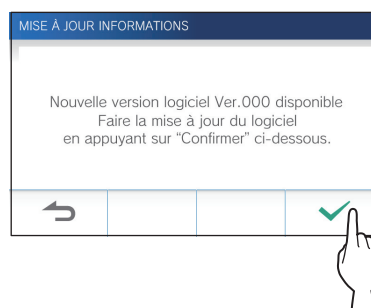 MISE À JOUR INFORMATIONS
Nouvelle version logiciel Ver.000 disponible
Faire la mise à jour du logiciel
en appuyant sur “Confirmer” ci-dessous.